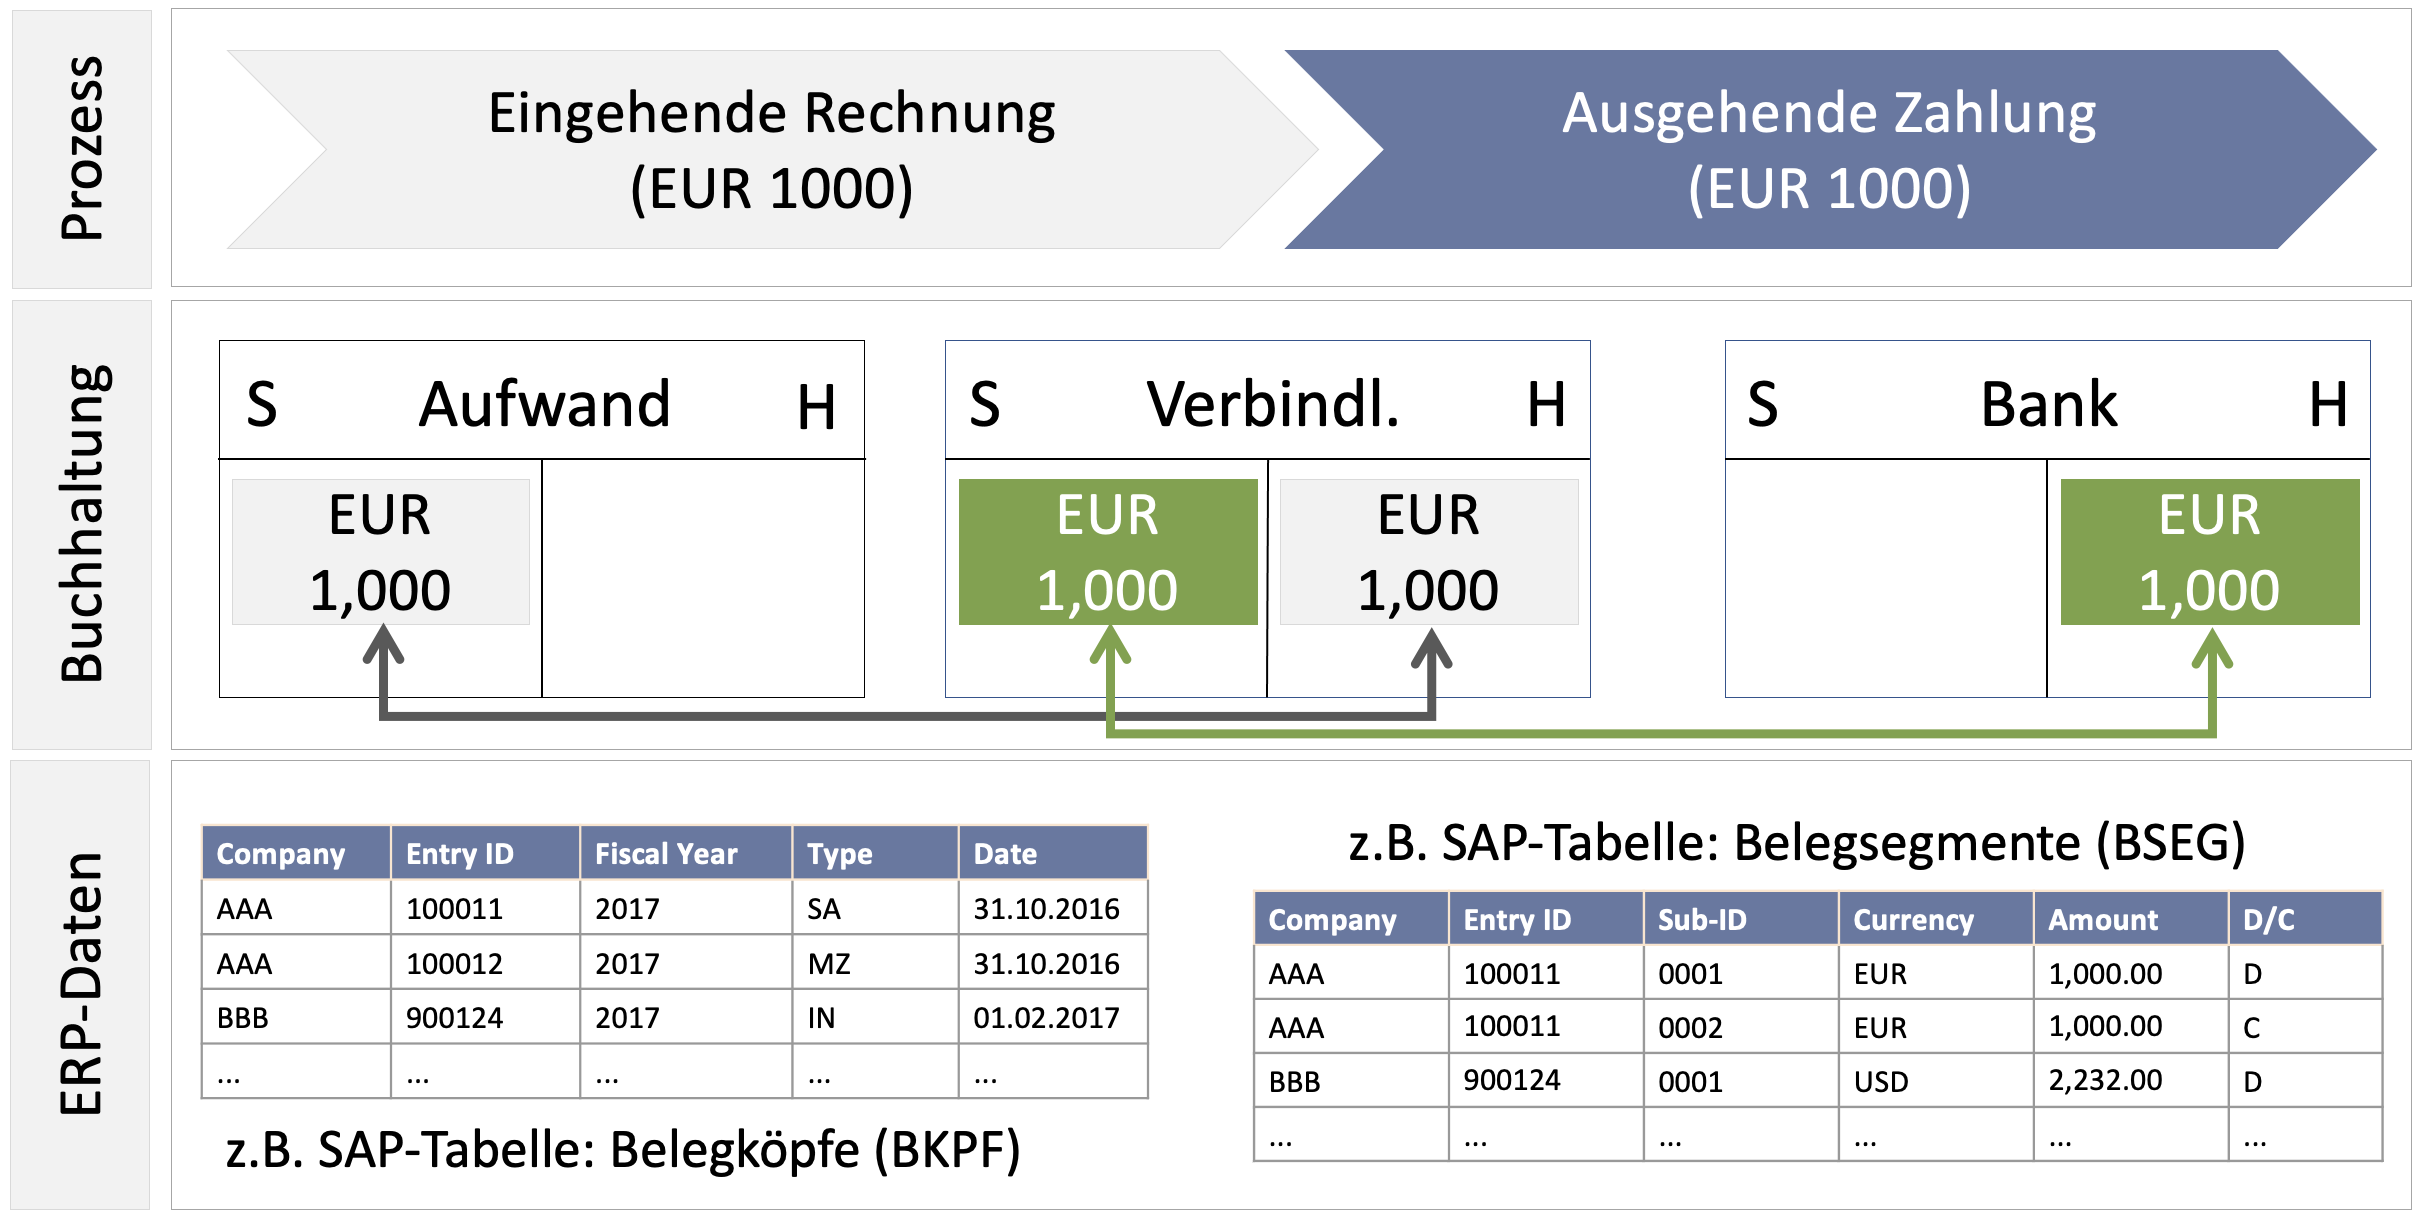 Prozess
Eingehende Rechnung
(EUR 1000)
Ausgehende Zahlung
(EUR 1000)
Buchhaltung
S Aufwand H
EUR
1,000
S Verbindl. H
EUR
1,000
EUR
1,000
S Bank H
EUR
1,000
ERP-Daten
Company Entry ID Fiscal Year Type Date
AAA 100011 2017 SA 31.10.2016
AAA 100012 2017 MZ 31.10.2016
BBB 900124 2017 IN 01.02.2017
... ... ... ... ...
z.B. SAP-Tabelle: Belegköpfe (BKPF)
z.B. SAP-Tabelle: Belegsegmente (BSEG)
Company Entry ID Sub-ID Currency Amount D/C
AAA 100011 0001 EUR 1,000.00 D
AAA 100011 0002 EUR 1,000.00 C
BBB 900124 0001 USD 2,232.00 D
... ... ... ... ... ...